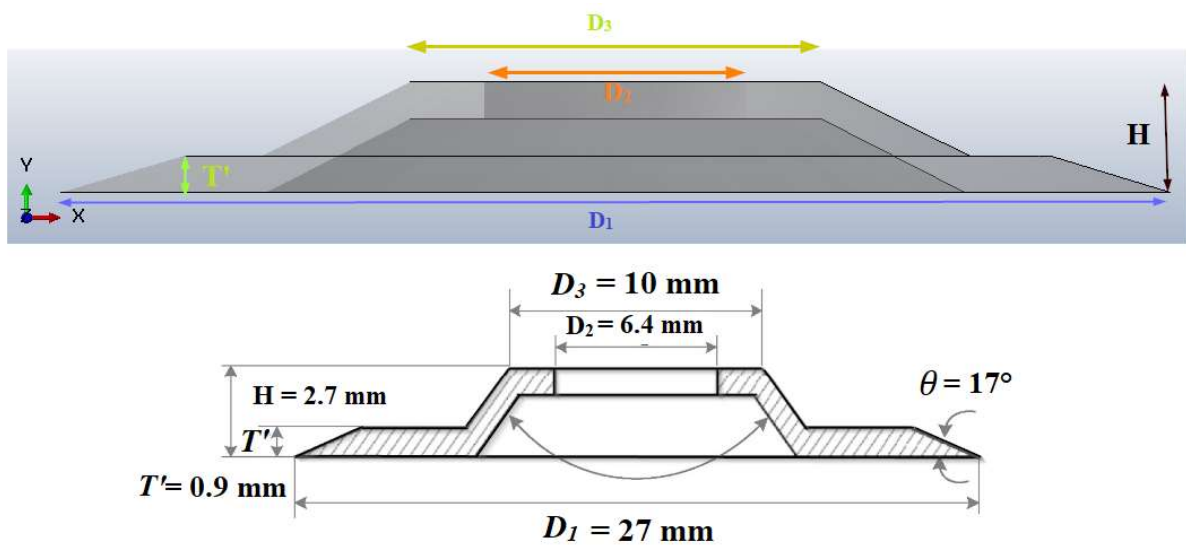 D₃
D₂
H
T'
Y
Z
X
D₁
D₃ = 10 mm
D₂ = 6.4 mm
H = 2.7 mm
θ = 17°
T'
T' = 0.9 mm
D₁ = 27 mm